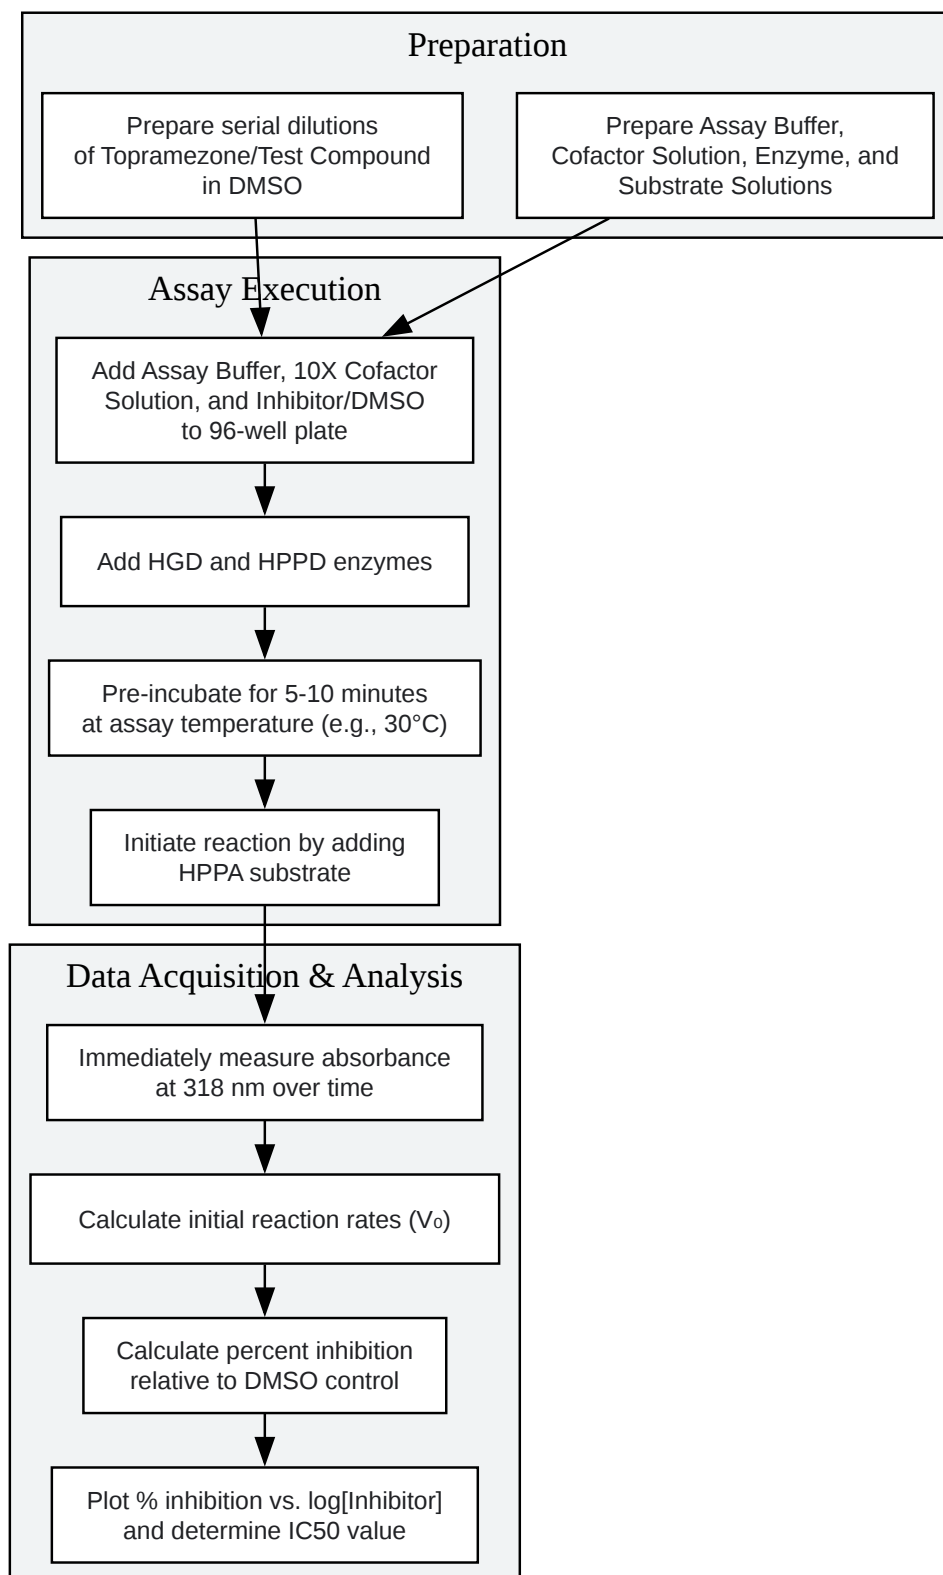 Preparation
Prepare serial dilutions
of Topramezone/Test Compound
in DMSO
Prepare Assay Buffer,
Cofactor Solution, Enzyme, and
Substrate Solutions
Assay Execution
Add Assay Buffer, 10X Cofactor
Solution, and Inhibitor/DMSO
to 96-well plate
Add HGD and HPPD enzymes
Pre-incubate for 5-10 minutes
at assay temperature (e.g., 30°C)
Initiate reaction by adding
HPPA substrate
Data Acquisition & Analysis
Immediately measure absorbance
at 318 nm over time
Calculate initial reaction rates (V₀)
Calculate percent inhibition
relative to DMSO control
Plot % inhibition vs. log[Inhibitor]
and determine IC50 value